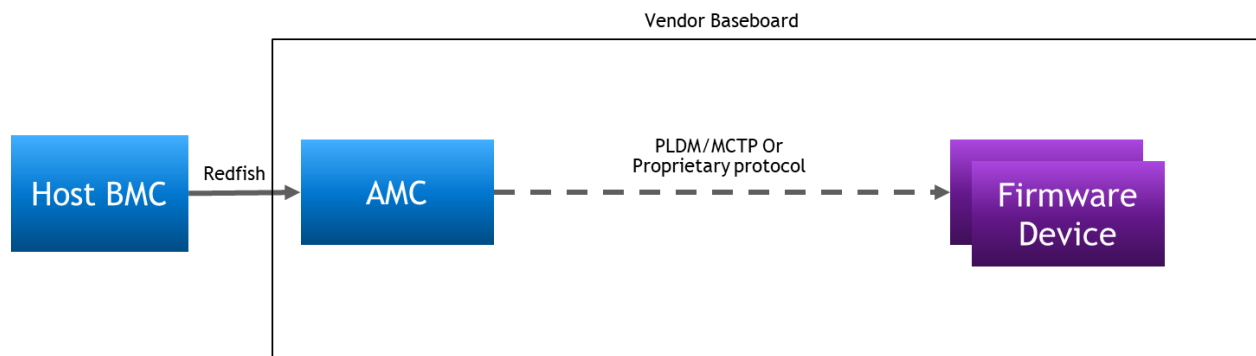 Vendor Baseboard
Host BMC
Redfish
AMC
PLDM/MCTP Or
Proprietary protocol
Firmware
Device